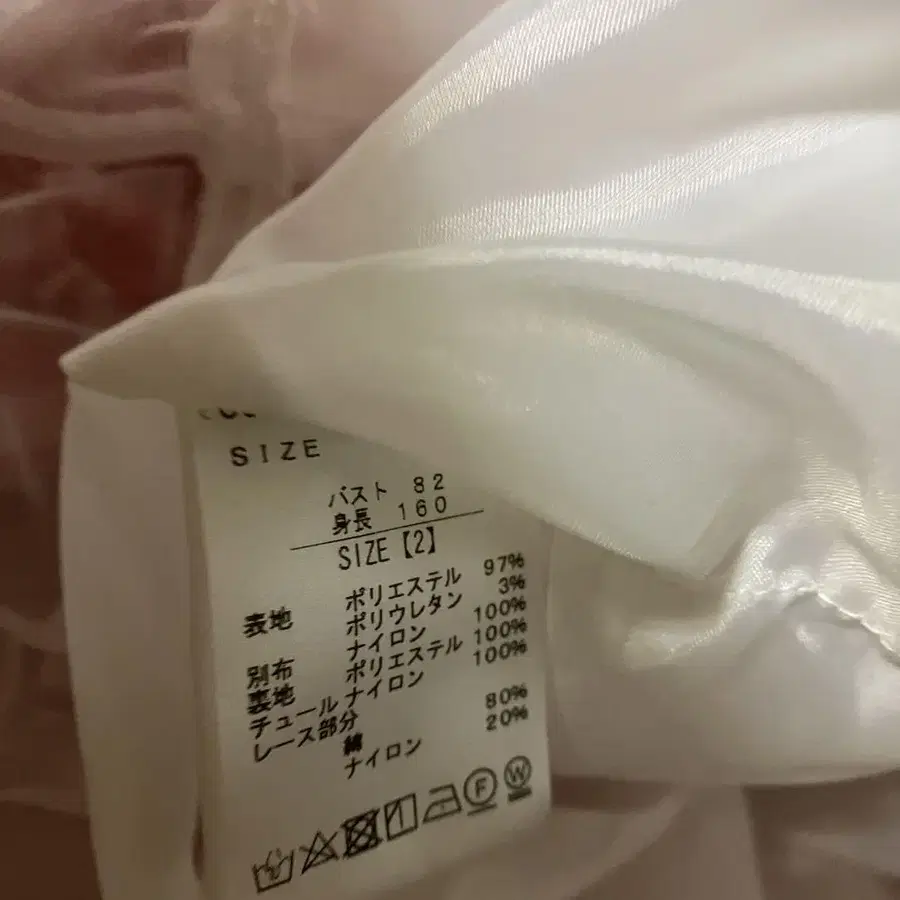 SIZE
バスト 82
身長 160
SIZE【2】
表地 ポリエステル 97%
ポリウレタン 3%
別布 ナイロン 100%
裏地 ポリエステル 100%
チュール ナイロン 100%
レース部分
綿 80%
ナイロン 20%
F W